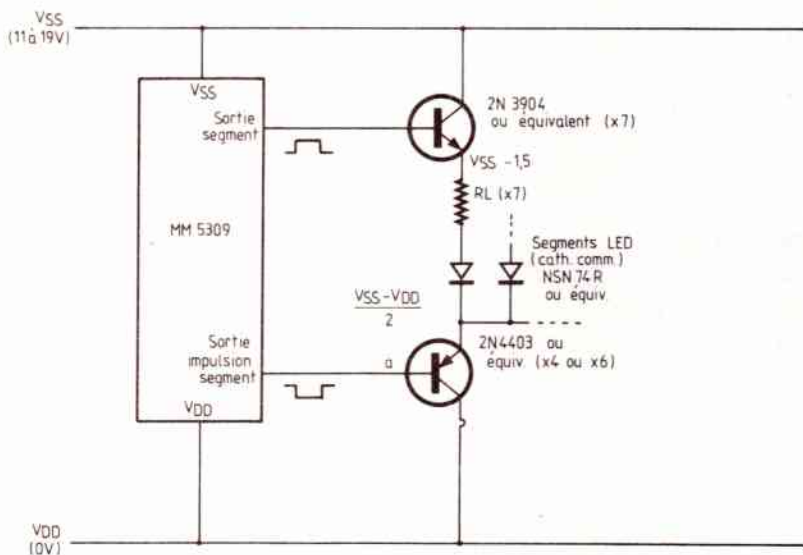 VSS
(11 à 19V)
VSS
Sortie
segment
2N 3904
ou équivalent (x7)
VSS -1,5
RL (x7)
MM 5309
Segments LED
(cath. comm.)
NSN 74 R
ou équiv.
VSS-VDD
2
Sortie
impulsion
segment
a
2N4403 ou
équiv. (x4 ou x6)
VDD
VDD
(0V)